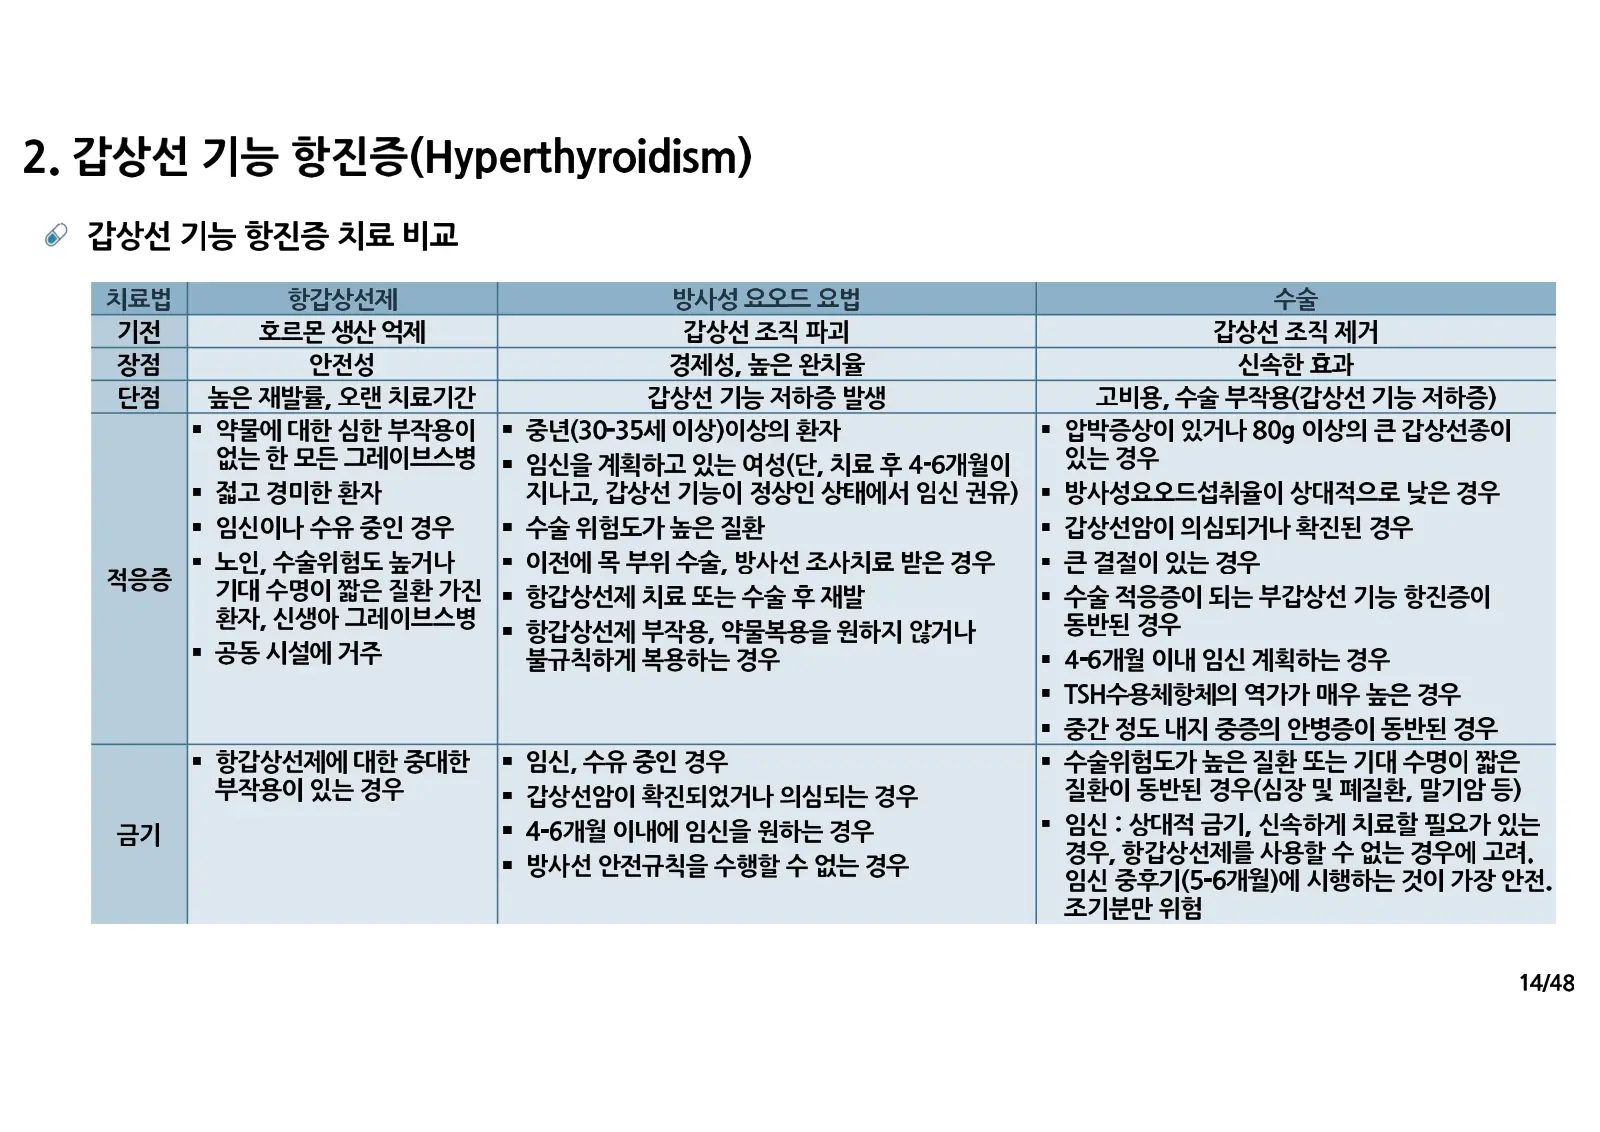 2. 갑상선 기능 항진증(Hyperthyroidism)
갑상선 기능 항진증 치료 비교
치료법 항갑상선제 방사성 요오드 요법 수술
기전 호르몬 생산 억제 갑상선 조직 파괴 갑상선 조직 제거
장점 안전성 경제성, 높은 완치율 신속한 효과
단점 높은 재발률, 오랜 치료기간 갑상선 기능 저하증 발생 고비용, 수술 부작용(갑상선 기능 저하증)
적응증
▪ 약물에 대한 심한 부작용이
없는 한 모든 그레이브스병
▪ 젊고 경미한 환자
▪ 임신이나 수유 중인 경우
▪ 노인, 수술위험도 높거나
기대 수명이 짧은 질환 가진
환자, 신생아 그레이브스병
▪ 공동 시설에 거주
▪ 중년(30-35세 이상)이상의 환자
▪ 임신을 계획하고 있는 여성(단, 치료 후 4-6개월이
지나고, 갑상선 기능이 정상인 상태에서 임신 권유)
▪ 수술 위험도가 높은 질환
▪ 이전에 목 부위 수술, 방사선 조사치료 받은 경우
▪ 항갑상선제 치료 또는 수술 후 재발
▪ 항갑상선제 부작용, 약물복용을 원하지 않거나
불규칙하게 복용하는 경우
▪ 압박증상이 있거나 80g 이상의 큰 갑상선종이
있는 경우
▪ 방사성요오드섭취율이 상대적으로 낮은 경우
▪ 갑상선암이 의심되거나 확진된 경우
▪ 큰 결절이 있는 경우
▪ 수술 적응증이 되는 부갑상선 기능 항진증이
동반된 경우
▪ 4-6개월 이내 임신 계획하는 경우
▪ TSH수용체항체의 역가가 매우 높은 경우
▪ 중간 정도 내지 중증의 안병증이 동반된 경우
금기
▪ 항갑상선제에 대한 중대한
부작용이 있는 경우
▪ 임신, 수유 중인 경우
▪ 갑상선암이 확진되었거나 의심되는 경우
▪ 4-6개월 이내에 임신을 원하는 경우
▪ 방사선 안전규칙을 수행할 수 없는 경우
▪ 수술위험도가 높은 질환 또는 기대 수명이 짧은
질환이 동반된 경우(심장 및 폐질환, 말기암 등)
▪ 임신 : 상대적 금기, 신속하게 치료할 필요가 있는
경우, 항갑상선제를 사용할 수 없는 경우에 고려.
임신 중후기(5-6개월)에 시행하는 것이 가장 안전.
조기분만 위험
14/48